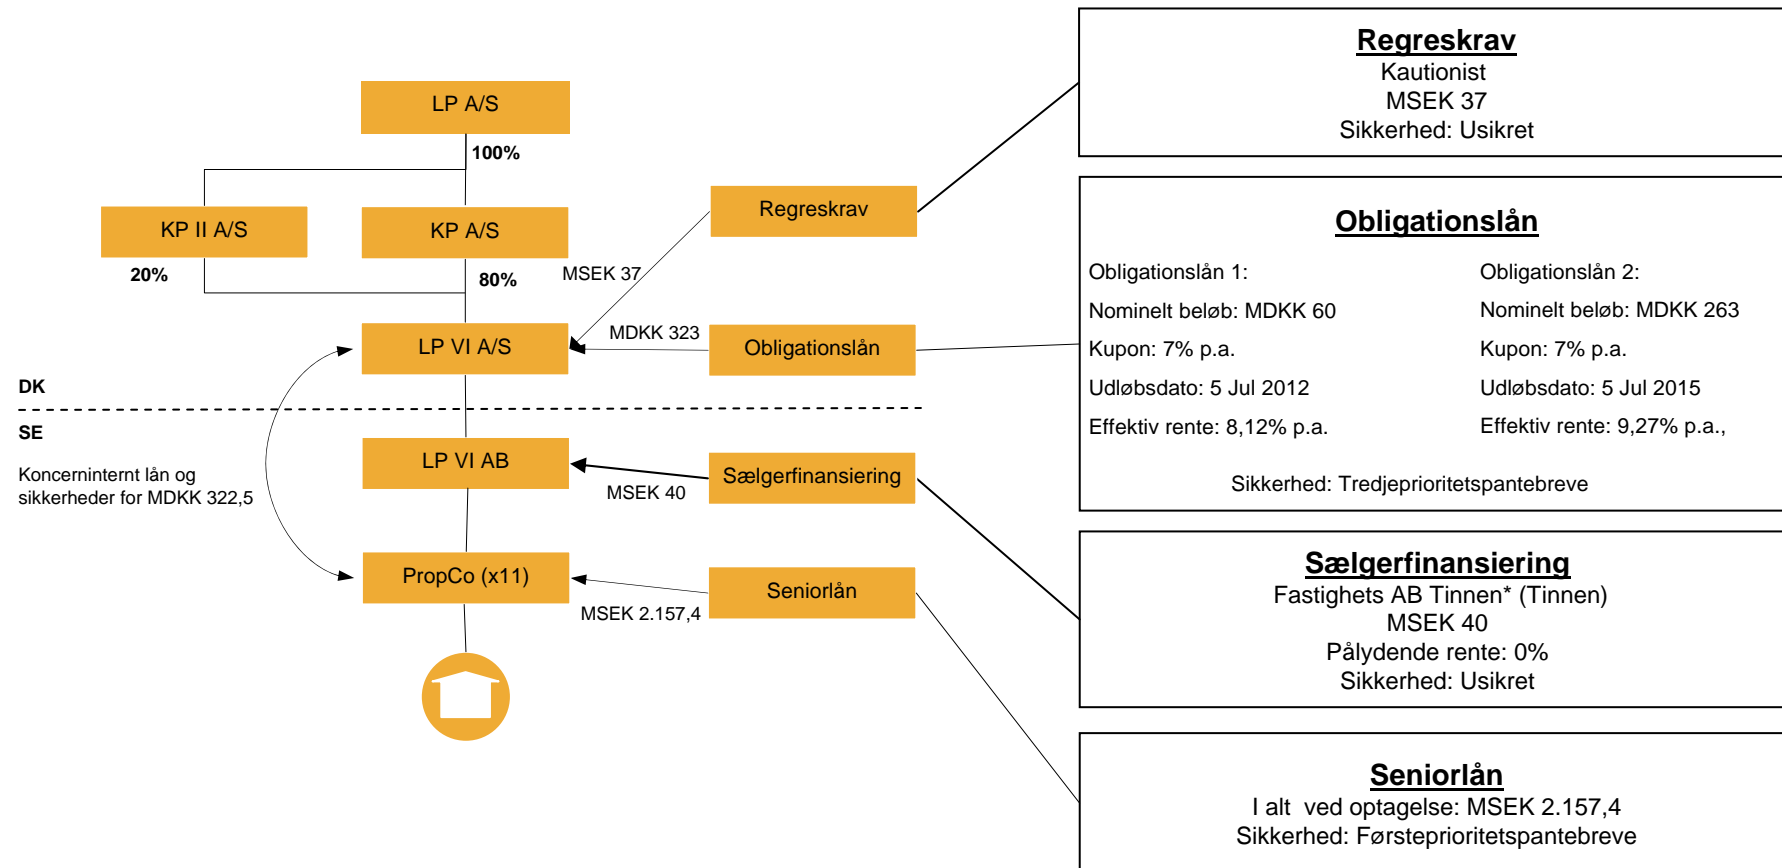 LP A/S
100%
KP II A/S
KP A/S
20%
80%
LP VI A/S
DK
SE
Koncerninternt lån og
sikkerheder for MDKK 322,5
LP VI AB
PropCo (x11)
MSEK 37
Regreskrav
MDKK 323
Obligationslån
MSEK 40
Sælgerfinansiering
MSEK 2.157,4
Seniorlån
Regreskrav
Kautionist
MSEK 37
Sikkerhed: Usikret
Obligationslån
Obligationslån 1:
Nominelt beløb: MDKK 60
Kupon: 7% p.a.
Udløbsdato: 5 Jul 2012
Effektiv rente: 8,12% p.a.
Obligationslån 2:
Nominelt beløb: MDKK 263
Kupon: 7% p.a.
Udløbsdato: 5 Jul 2015
Effektiv rente: 9,27% p.a.,
Sikkerhed: Tredjeprioritetspantebreve
Sælgerfinansiering
Fastighets AB Tinnen* (Tinnen)
MSEK 40
Pålydende rente: 0%
Sikkerhed: Usikret
Seniorlån
I alt ved optagelse: MSEK 2.157,4
Sikkerhed: Førsteprioritetspantebreve